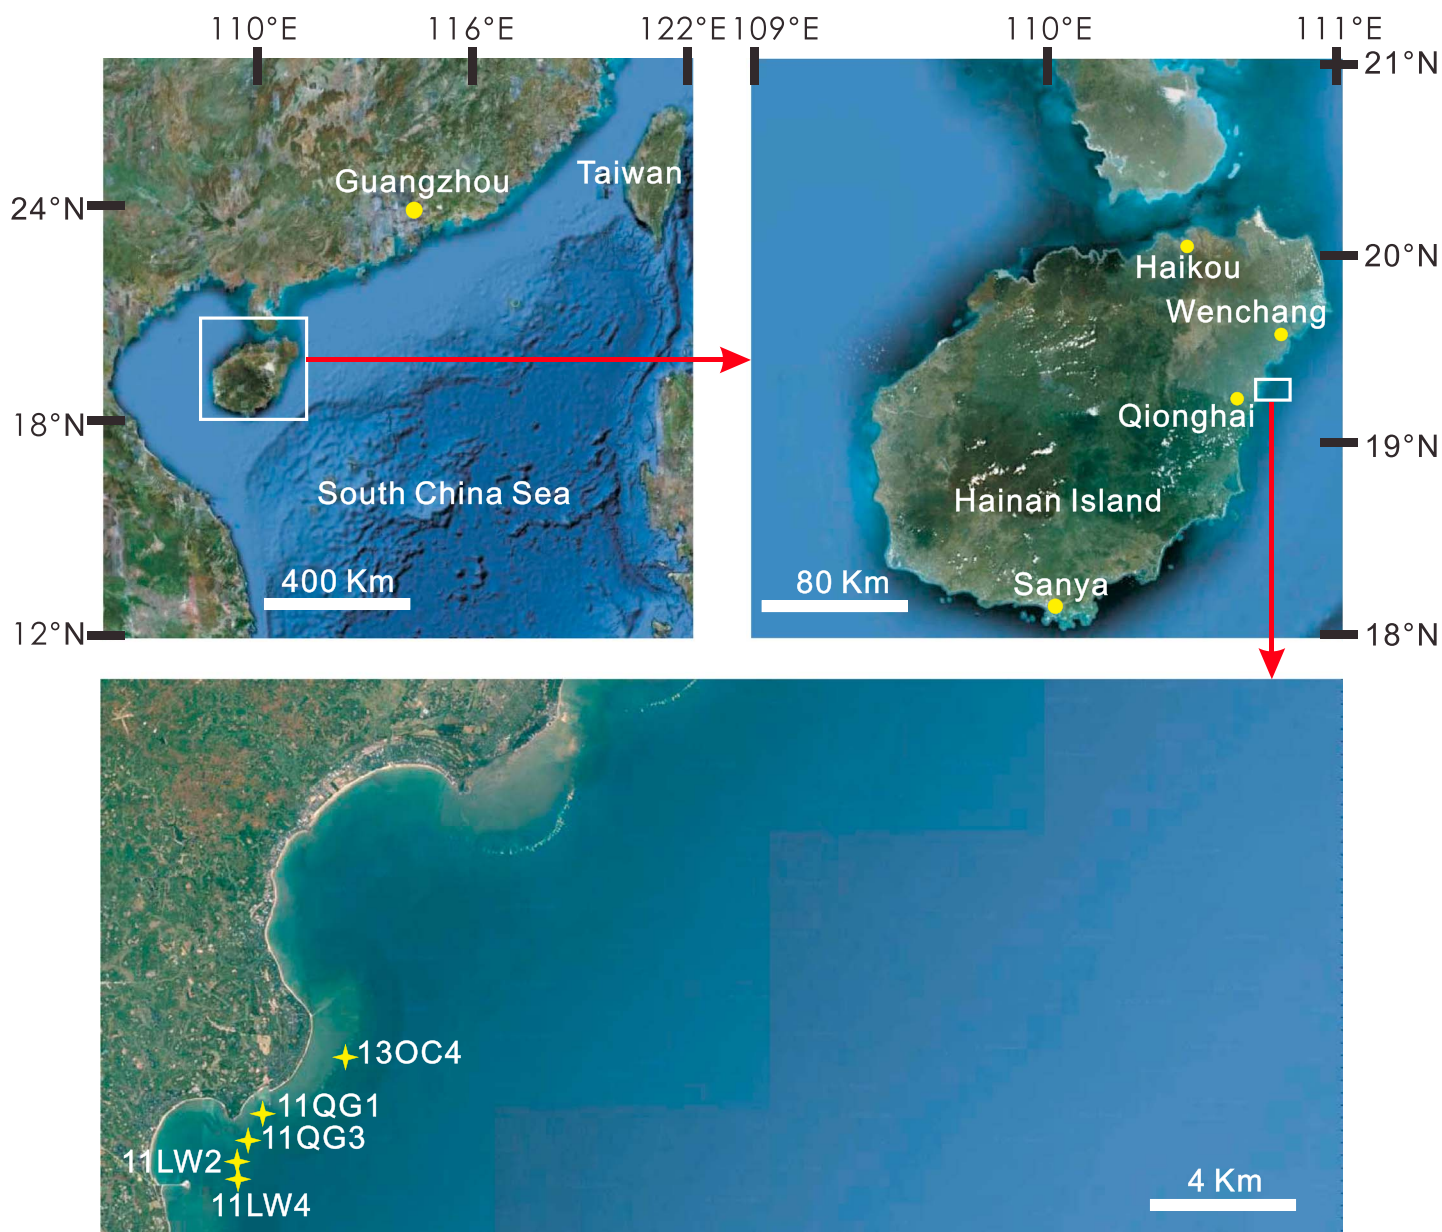 110°E 116°E 122°E 109°E 110°E 111°E
21°N
Guangzhou Taiwan
24°N
20°N
Haikou
Wenchang
Qionghai
18°N
19°N
South China Sea
Hainan Island
400 Km
80 Km
Sanya
12°N
18°N
13OC4
11QG1
11QG3
11LW2
11LW4
4 Km